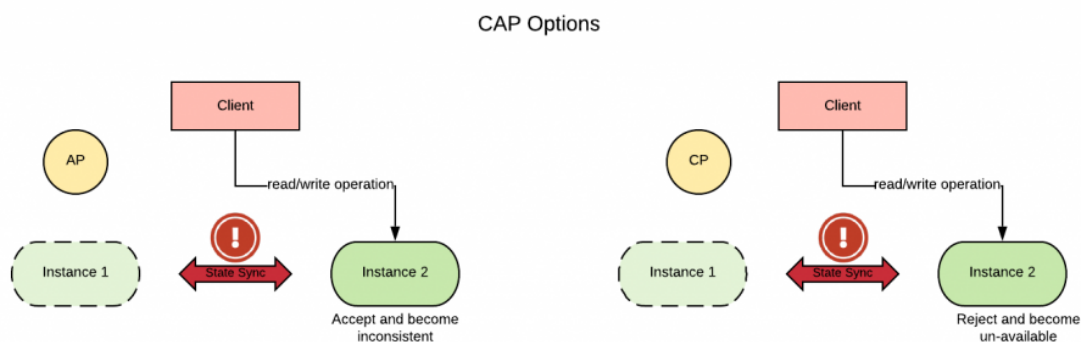 CAP Options
Client
AP
read/write operation
!
Instance 1
State Sync
Instance 2
Accept and become
inconsistent
Client
CP
read/write operation
!
Instance 1
State Sync
Instance 2
Reject and become
un-available